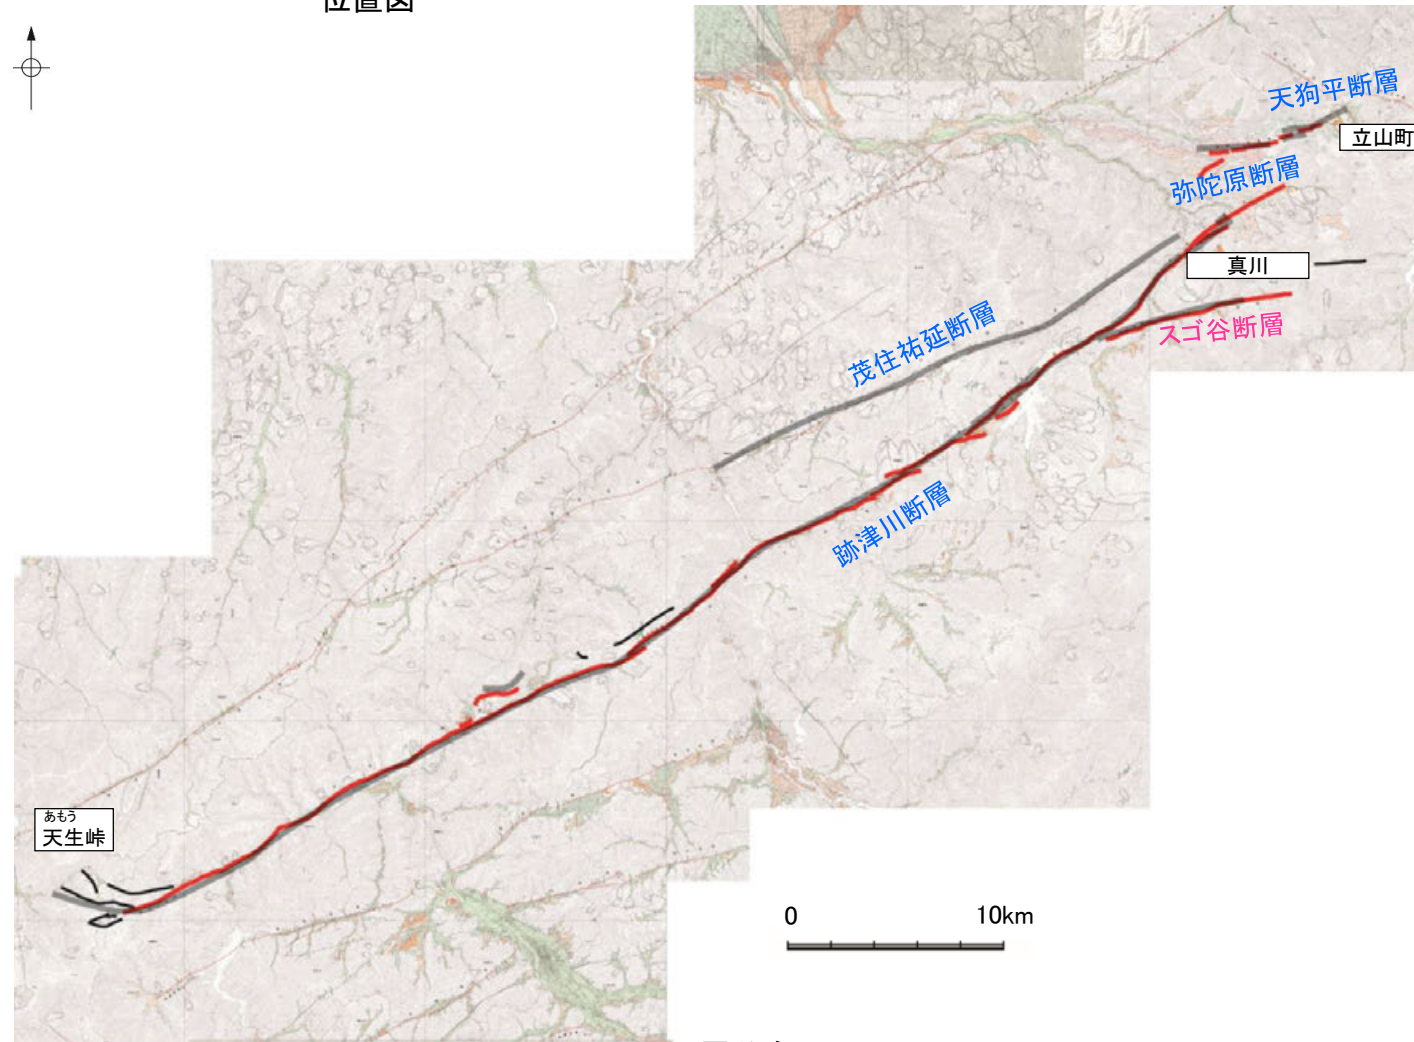 位置図
天狗平断層
立山町
弥陀原断層
真川
スゴ谷断層
茂住祐延断層
跡津川断層
あもう
天生峠
0 10km